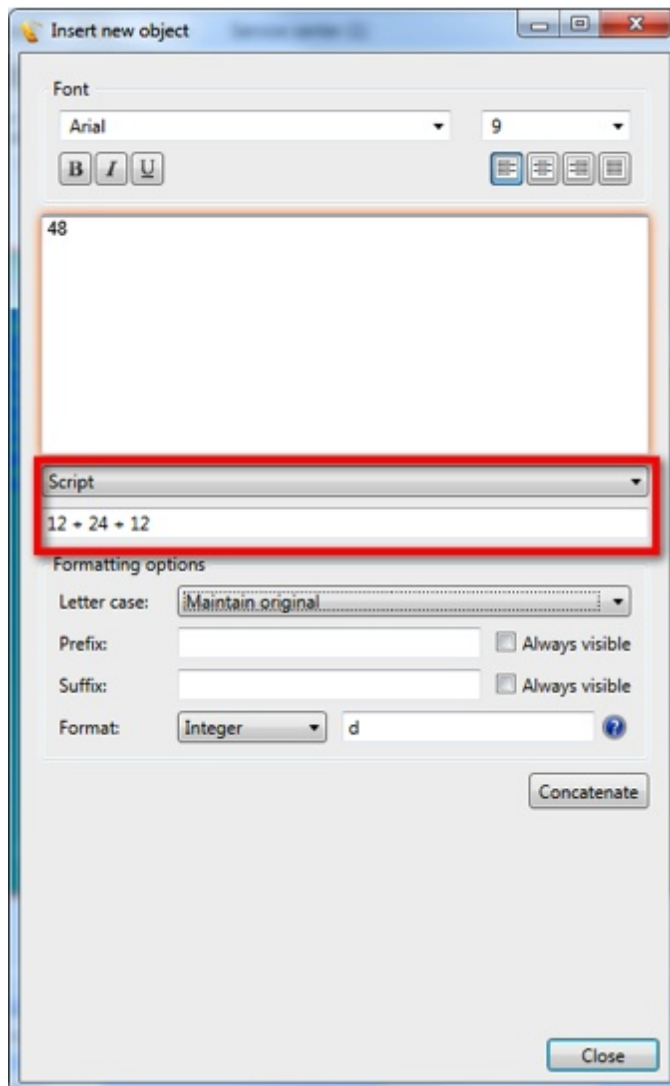 Insert new object
Font
Arial 9
B I U
48
Script
12 + 24 + 12
Formatting options
Letter case: Maintain original
Prefix: Always visible
Suffix: Always visible
Format: Integer d ?
Concatenate
Close